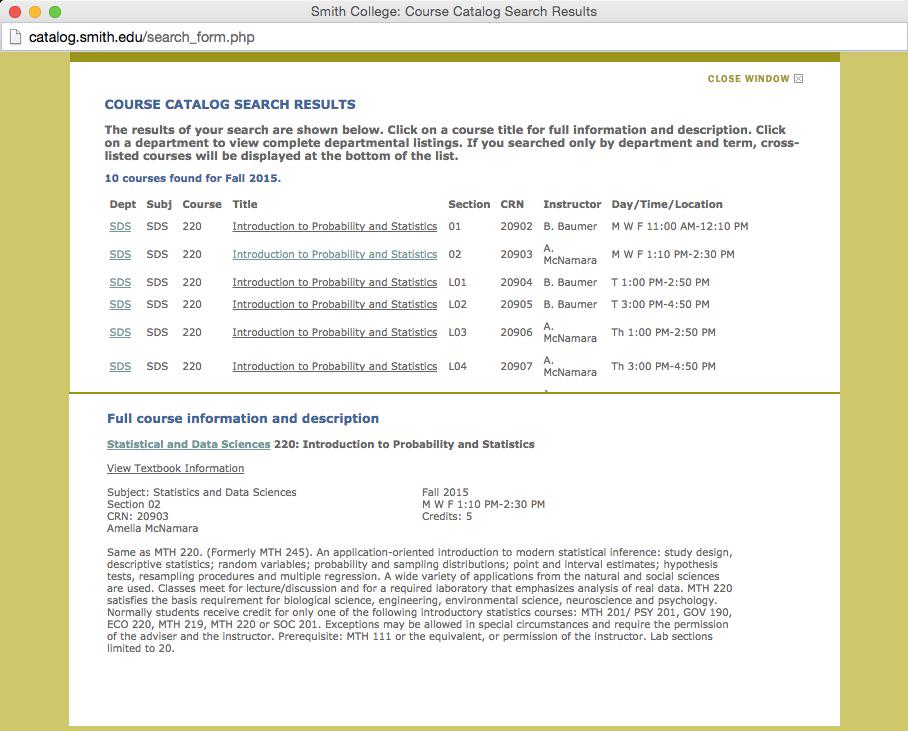 Smith College: Course Catalog Search Results
catalog.smith.edu/search_form.php
CLOSE WINDOW
COURSE CATALOG SEARCH RESULTS
The results of your search are shown below. Click on a course title for full information and description. Click
on a department to view complete departmental listings. If you searched only by department and term, cross-
listed courses will be displayed at the bottom of the list.
10 courses found for Fall 2015.
Dept Subj Course Title Section CRN Instructor Day/Time/Location
SDS SDS 220 Introduction to Probability and Statistics 01 20902 B. Baumer M W F 11:00 AM-12:10 PM
SDS SDS 220 Introduction to Probability and Statistics 02 20903 A. McNamara M W F 1:10 PM-2:30 PM
SDS SDS 220 Introduction to Probability and Statistics L01 20904 B. Baumer T 1:00 PM-2:50 PM
SDS SDS 220 Introduction to Probability and Statistics L02 20905 B. Baumer T 3:00 PM-4:50 PM
SDS SDS 220 Introduction to Probability and Statistics L03 20906 A. McNamara Th 1:00 PM-2:50 PM
SDS SDS 220 Introduction to Probability and Statistics L04 20907 A. McNamara Th 3:00 PM-4:50 PM
Full course information and description
Statistical and Data Sciences 220: Introduction to Probability and Statistics
View Textbook Information
Subject: Statistics and Data Sciences Fall 2015
Section 02 M W F 1:10 PM-2:30 PM
CRN: 20903 Credits: 5
Amelia McNamara
Same as MTH 220. (Formerly MTH 245). An application-oriented introduction to modern statistical inference: study design,
descriptive statistics; random variables; probability and sampling distributions; point and interval estimates; hypothesis
tests, resampling procedures and multiple regression. A wide variety of applications from the natural and social sciences
are used. Classes meet for lecture/discussion and for a required laboratory that emphasizes analysis of real data. MTH 220
satisfies the basis requirement for biological science, engineering, environmental science, neuroscience and psychology.
Normally students receive credit for only one of the following introductory statistics courses: MTH 201/ PSY 201, GOV 190,
ECO 220, MTH 219, MTH 220 or SOC 201. Exceptions may be allowed in special circumstances and require the permission
of the adviser and the instructor. Prerequisite: MTH 111 or the equivalent, or permission of the instructor. Lab sections
limited to 20.